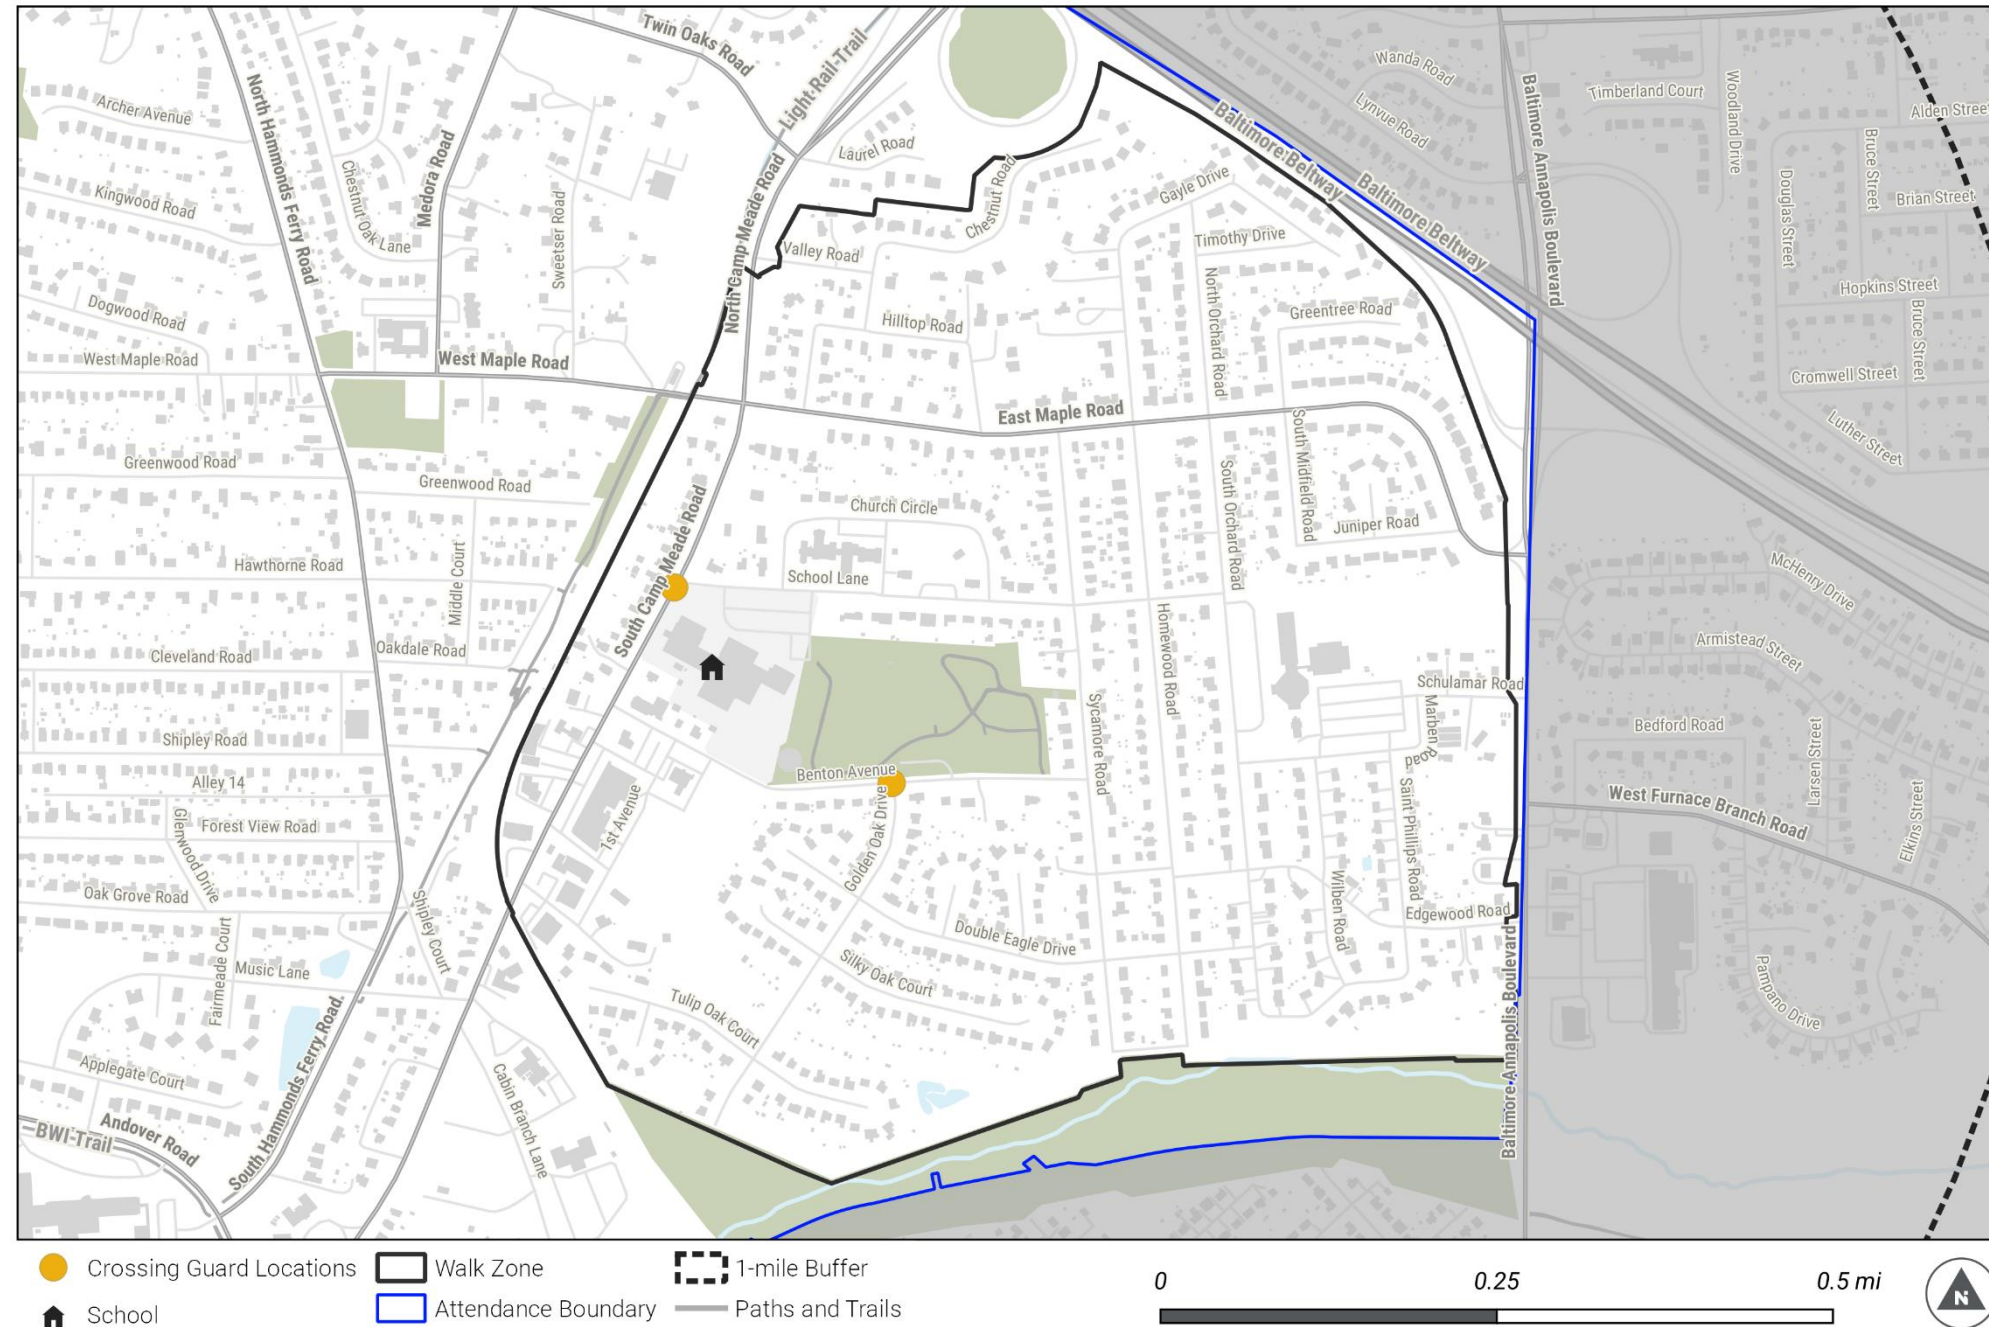 Twin Oaks Road
Light Rail Trail
Wanda Road
Lynvue Road
Timberland Court
Woodland Drive
Alden Street
Archer Avenue
North Hammonds Ferry Road
Baltimore Annapolis Boulevard
Bruce Street
Chestnut Oak Lane
Medora Road
Laurel Road
Baltimore Beltway
Kingwood Road
Sweetser Road
North Camp Meade Road
Chestnut Road
Gayle Drive
Baltimore Beltway
Douglas Street
Brian Street
Valley Road
Timothy Drive
Dogwood Road
Hilltop Road
North Orchard Road
Greentree Road
Hopkins Street
Bruce Street
West Maple Road
West Maple Road
East Maple Road
Cromwell Street
Luther Street
Greenwood Road
Greenwood Road
South Camp Meade Road
Church Circle
South Orchard Road
South Midfield Road
Juniper Road
Hawthorne Road
Middle Court
School Lane
McHenry Drive
Cleveland Road
Oakdale Road
Homewood Road
Armistead Street
Schulamar Road
Shipley Road
Sycamore Road
Marben Road
Bedford Road
Larsen Street
Alley 14
Benton Avenue
West Furnace Branch Road
Glenwood Drive
Forest View Road
1st Avenue
Golden Oak Drive
Saint Phillips Road
Elkins Street
Oak Grove Road
Shipley Court
Wilben Road
Edgewood Road
Fairmeade Court
Music Lane
Double Eagle Drive
Silky Oak Court
Baltimore Annapolis Boulevard
Pampano Drive
Tulip Oak Court
Applegate Court
South Hammonds Ferry Road
Cabin Branch Lane
Andover Road
BWI Trail
Crossing Guard Locations
Walk Zone
1-mile Buffer
0 0.25 0.5 mi
N
School
Attendance Boundary
Paths and Trails